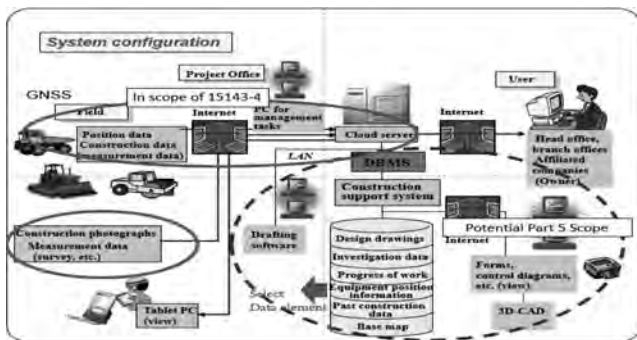 System configuration
Project Office
User
GNSS
In scope of 15143-4
Field
Internet
PC for
management
tasks
Internet
Position data
Construction data
(measurement data)
Cloud server
Head office,
branch offices
Affiliated
companies
(Owner)
LAN
DBMS
Construction
support system
Construction photographs
Measurement data
(survey, etc.)
Drafting
software
Design drawings
Investigation data
Progress of work
Equipment position
information
Past construction
data
Base map
Internet
Potential Part 5 Scope
Forms,
control diagrams,
etc. (view)
3D-CAD
Select
Data element
Tablet PC
(view)